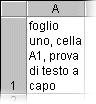 A
1
foglio
uno, cella
A1, prova
di testo a
capo